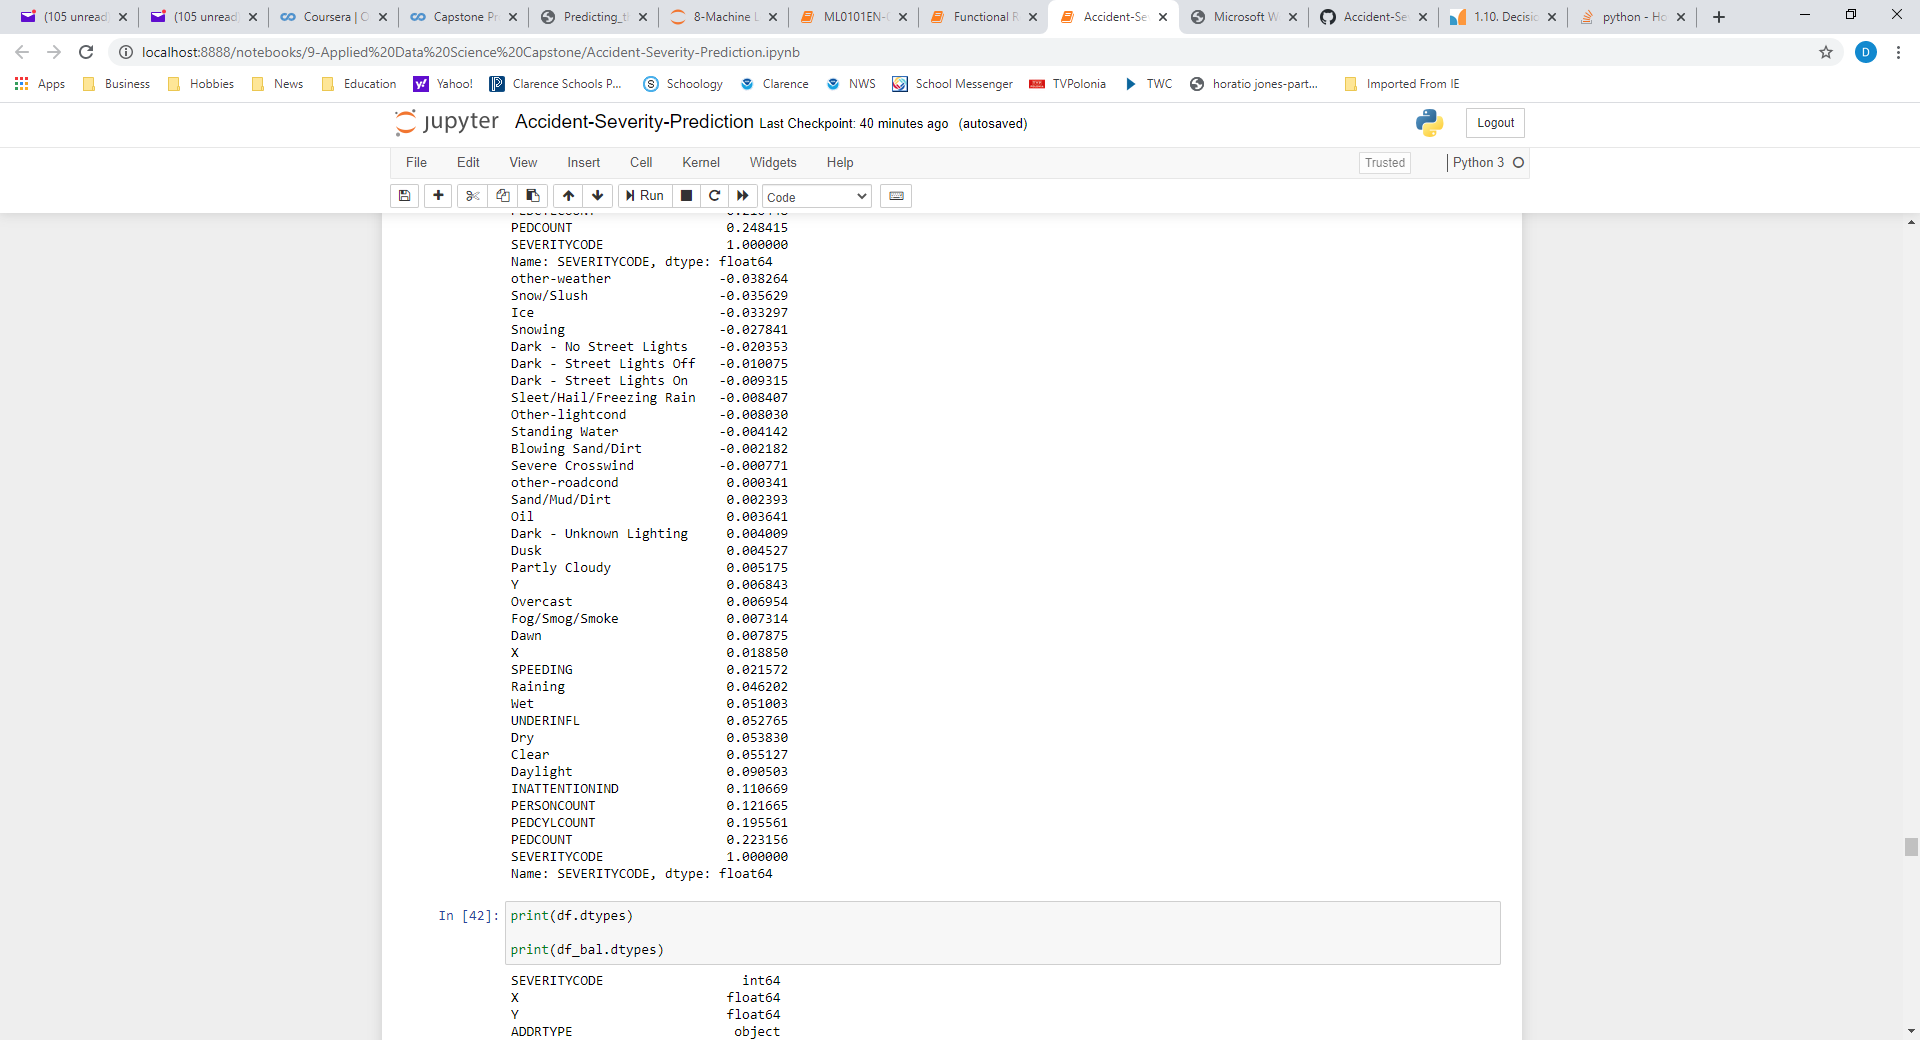 (105 unread
(105 unread
Coursera | O
Capstone Pr
Predicting_t
8-Machine L
ML0101EN-
Functional R
Accident-Se
Microsoft W
Accident-Se
1.10. Decisio
python - Ho
localhost:8888/notebooks/9-Applied%20Data%20Science%20Capstone/Accident-Severity-Prediction.ipynb
D
Apps Business Hobbies News Education Yahoo! Clarence Schools P... Schoology Clarence NWS School Messenger TVPolonia TWC horatio jones-part... Imported From IE
jupyter Accident-Severity-Prediction Last Checkpoint: 40 minutes ago (autosaved)
Logout
File Edit View Insert Cell Kernel Widgets Help
Trusted Python 3
Run Code
PEDCOUNT 0.248415
SEVERITYCODE 1.000000
Name: SEVERITYCODE, dtype: float64
other-weather -0.038264
Snow/Slush -0.035629
Ice -0.033297
Snowing -0.027841
Dark - No Street Lights -0.020353
Dark - Street Lights Off -0.010075
Dark - Street Lights On -0.009315
Sleet/Hail/Freezing Rain -0.008407
Other-lightcond -0.008030
Standing Water -0.004142
Blowing Sand/Dirt -0.002182
Severe Crosswind -0.000771
other-roadcond 0.000341
Sand/Mud/Dirt 0.002393
Oil 0.003641
Dark - Unknown Lighting 0.004009
Dusk 0.004527
Partly Cloudy 0.005175
Y 0.006843
Overcast 0.006954
Fog/Smog/Smoke 0.007314
Dawn 0.007875
X 0.018850
SPEEDING 0.021572
Raining 0.046202
Wet 0.051003
UNDERINFL 0.052765
Dry 0.053830
Clear 0.055127
Daylight 0.090503
INATTENTIONIND 0.110669
PERSONCOUNT 0.121665
PEDCYLCOUNT 0.195561
PEDCOUNT 0.223156
SEVERITYCODE 1.000000
Name: SEVERITYCODE, dtype: float64
In [42]: print(df.dtypes)
print(df_bal.dtypes)
SEVERITYCODE int64
X float64
Y float64
ADDRTYPE object